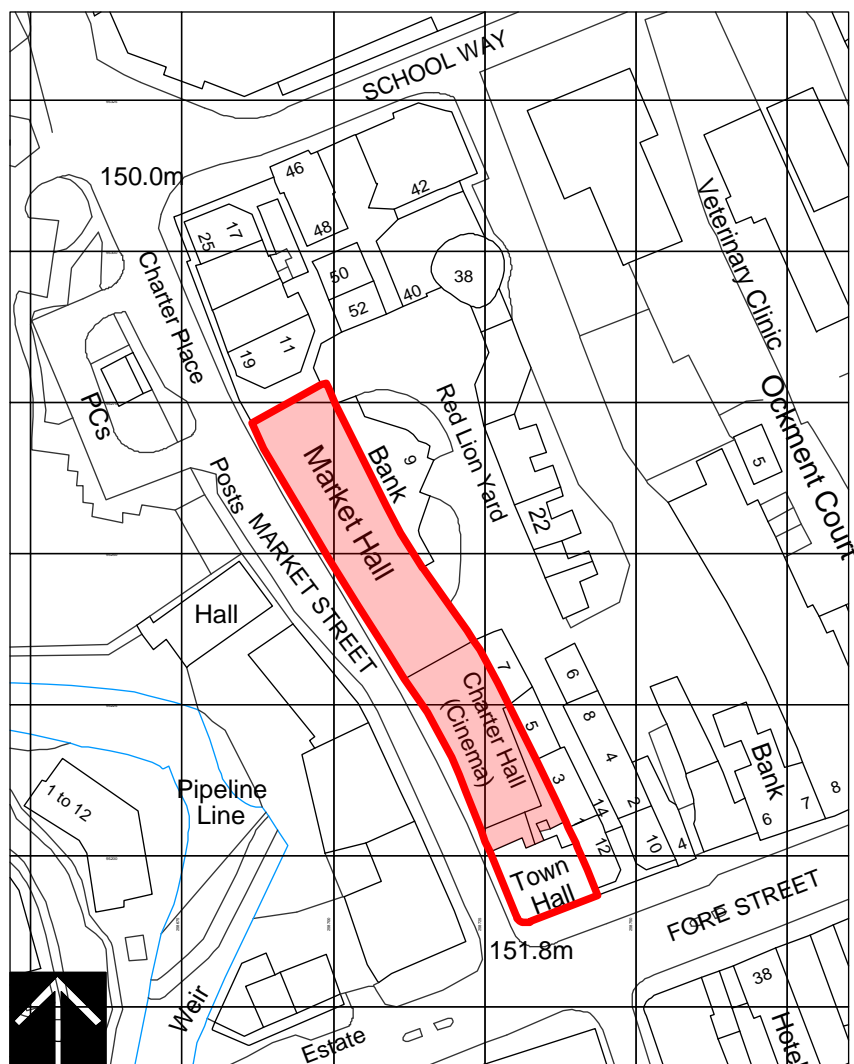 SCHOOL WAY
150.0m
46
42
48
17
25
50
52
40
38
Charter Place
19
11
Veterinary Clinic
PCs
Red Lion Yard
Bank
9
Market Hall
Ockment Court
5
22
Posts
MARKET STREET
Hall
7
6
Charter Hall
(Cinema)
5
8
4
3
Bank
Pipeline
Line
1 to 12
14
2
1
12
10
4
6
7
8
Town
Hall
FORE STREET
151.8m
38
Weir
Estate
Hotel